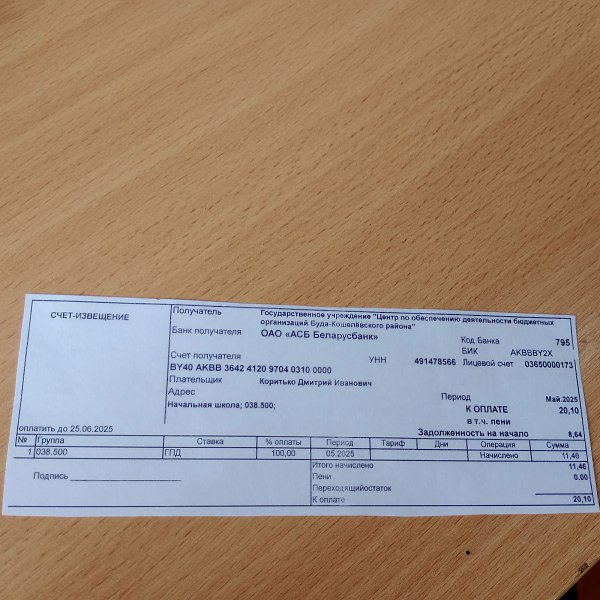 СЧЕТ-ИЗВЕЩЕНИЕ
Получатель Государственное учреждение "Центр по обеспечению деятельности бюджетных
организаций Буда-Кошелёвского района"
Банк получателя ОАО «АСБ Беларусбанк» Код Банка 795
БИК AKBBBY2X
Счет получателя УНН 491478566 Лицевой счет 03650000173
BY40 AKBB 3642 4120 9704 0310 0000
Плательщик Коритько Дмитрий Иванович
Адрес Период Май.2025
Начальная школа; 038.500; К ОПЛАТЕ 20,10
в т.ч. пени
оплатить до 25.06.2025 Задолженность на начало 8,64
№ Группа Ставка % оплаты Период Тариф Дни Операция Сумма
1 038.500 ГПД 100,00 05.2025 Начислено 11,46
Итого начислено 11,46
Подпись Пени 0.00
Переходящийостаток
К оплате 20,10